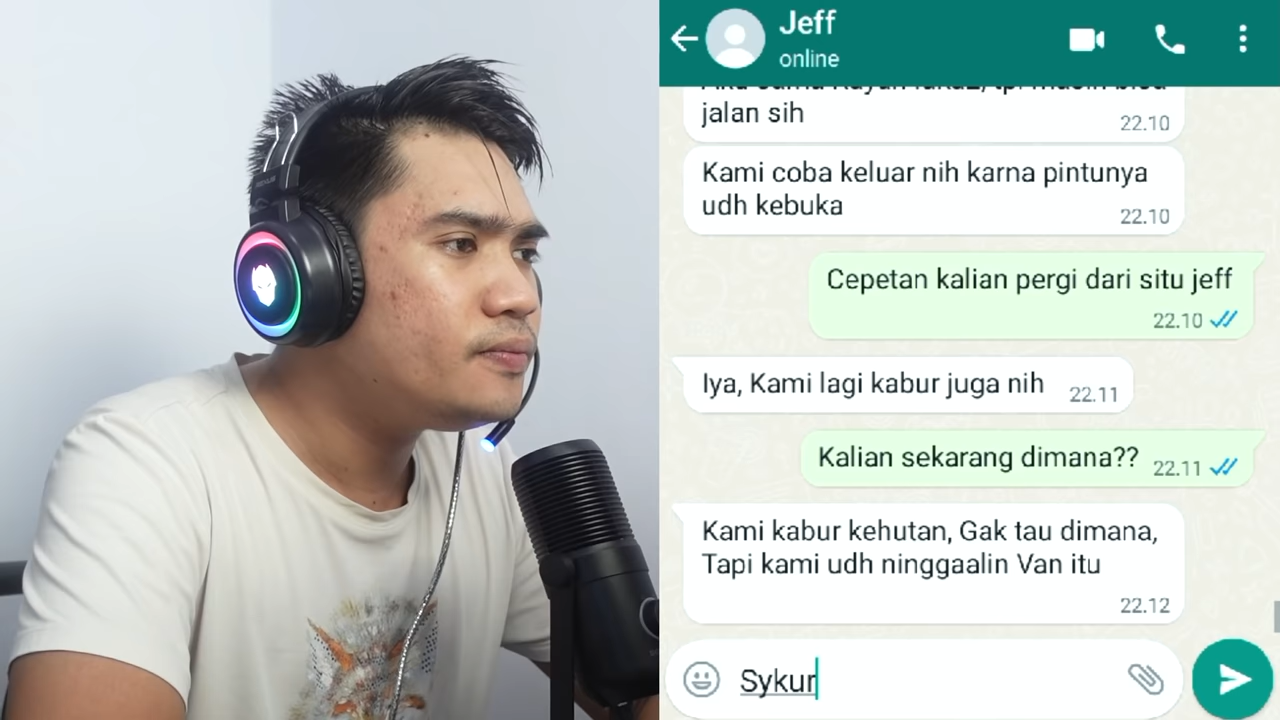 Jeff
online
jalan sih
22.10
Kami coba keluar nih karna pintunya
udh kebuka
22.10
Cepetan kalian pergi dari situ jeff
22.10
Iya, Kami lagi kabur juga nih 22.11
Kalian sekarang dimana?? 22.11
Kami kabur kehutan, Gak tau dimana,
Tapi kami udh ninggaalin Van itu
22.12
Sykur